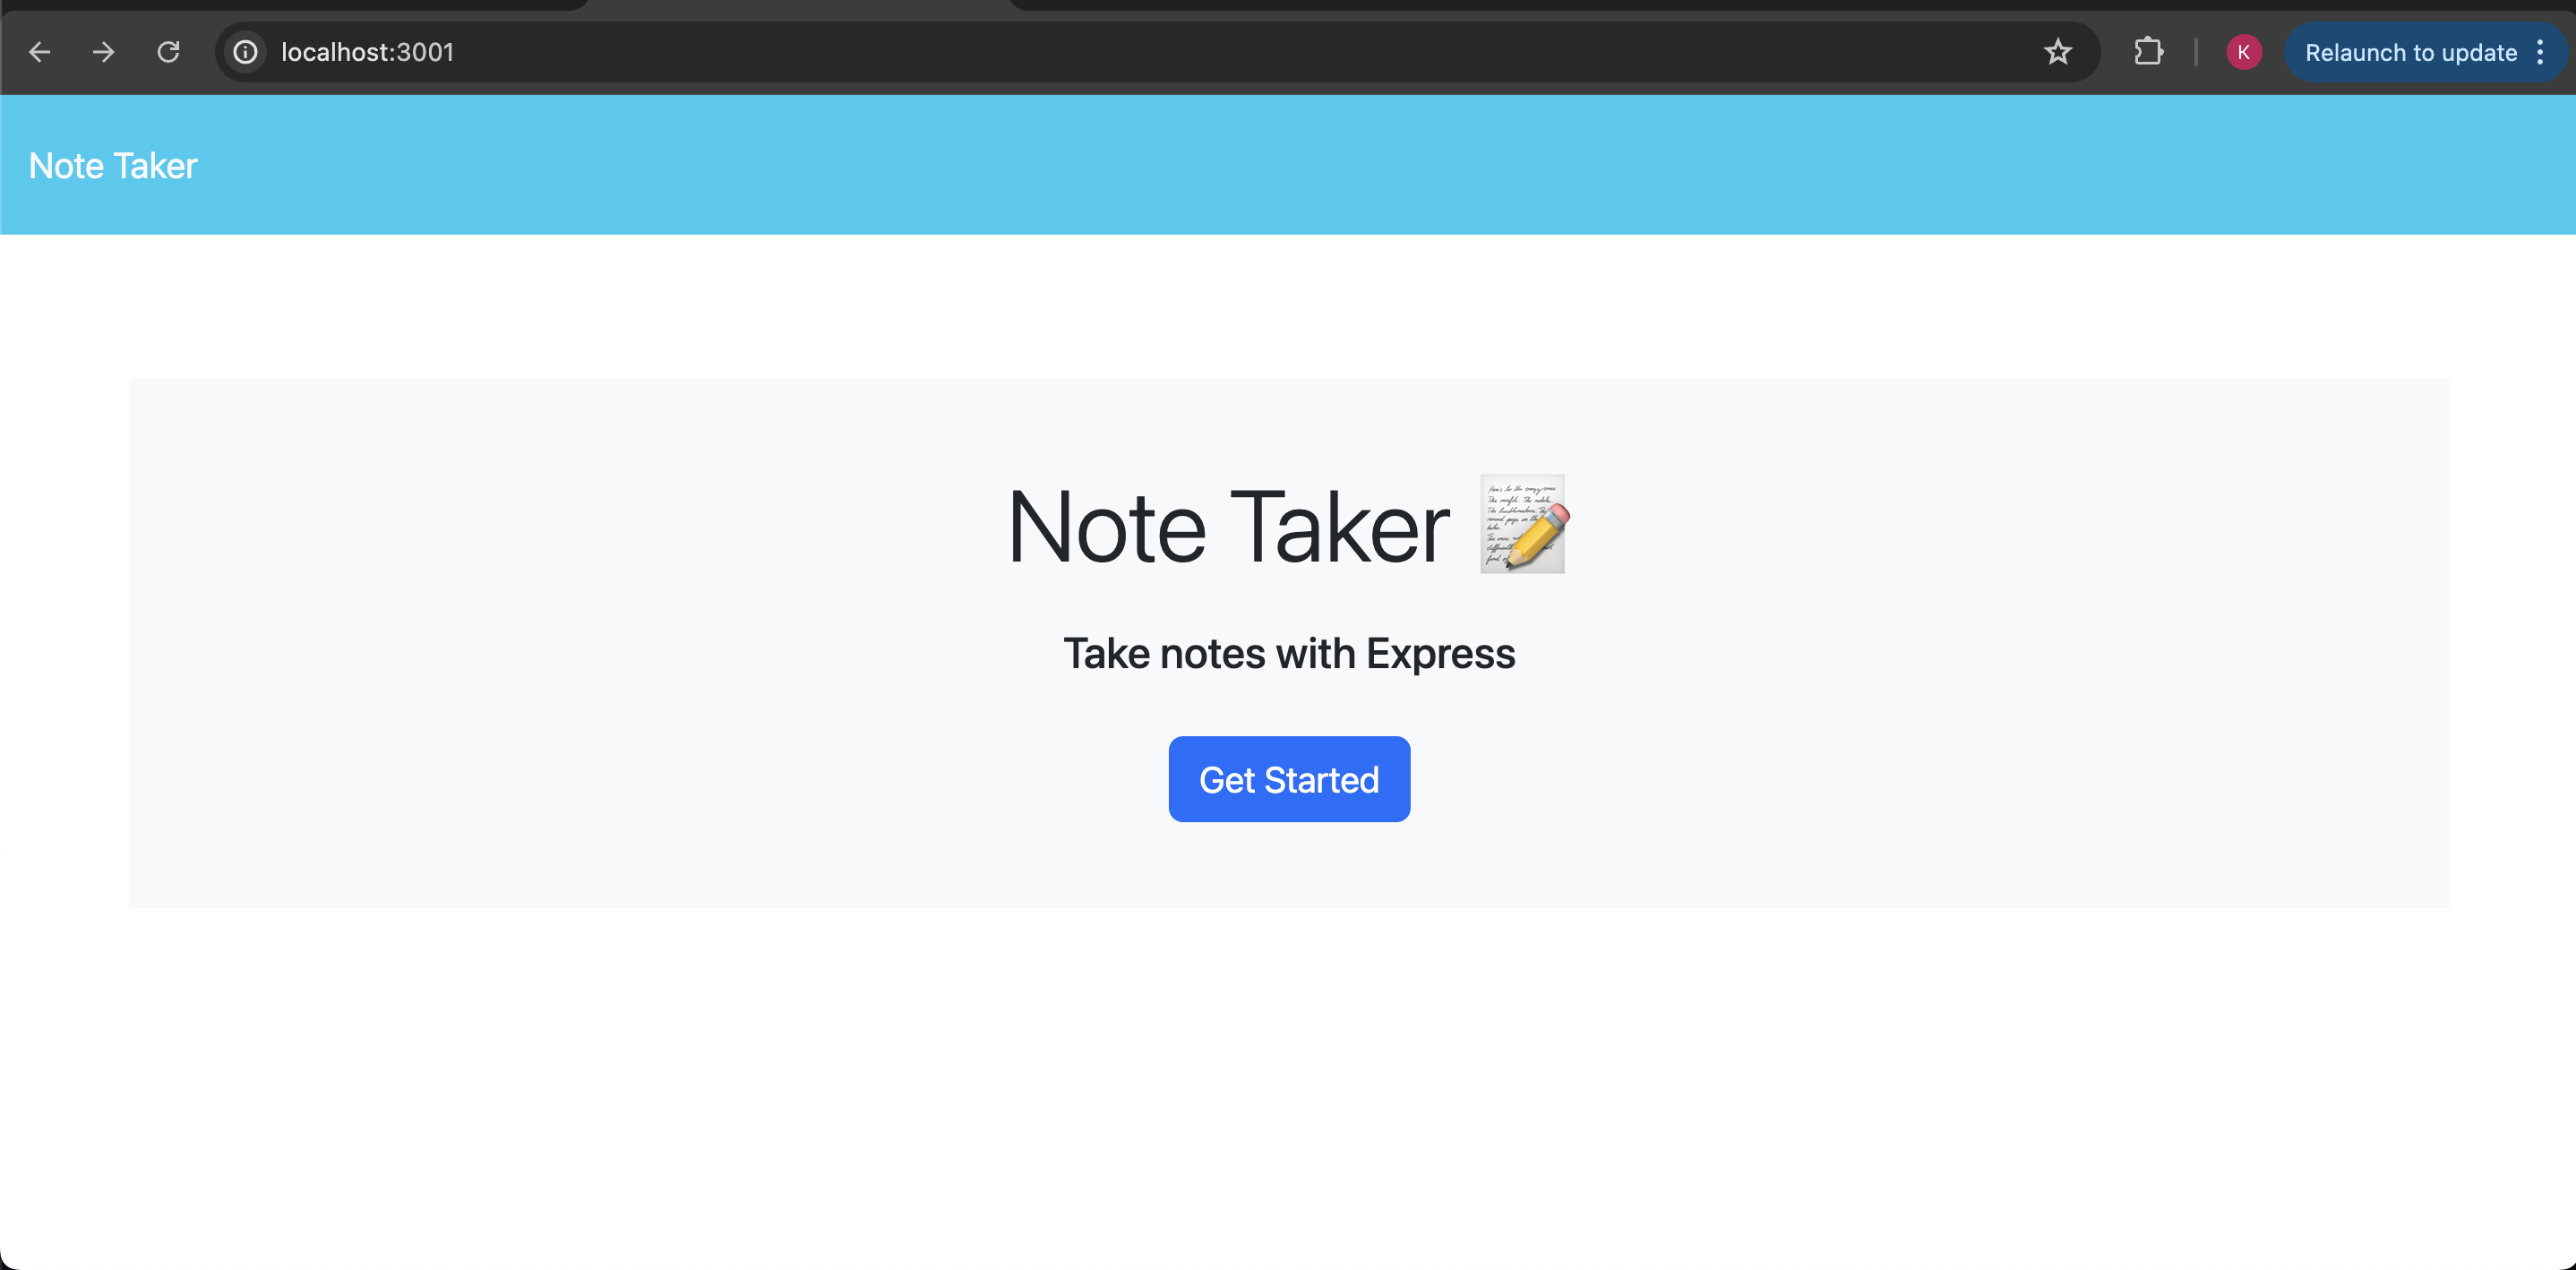 localhost:3001
K
Relaunch to update
Note Taker
Note Taker
Take notes with Express
Get Started